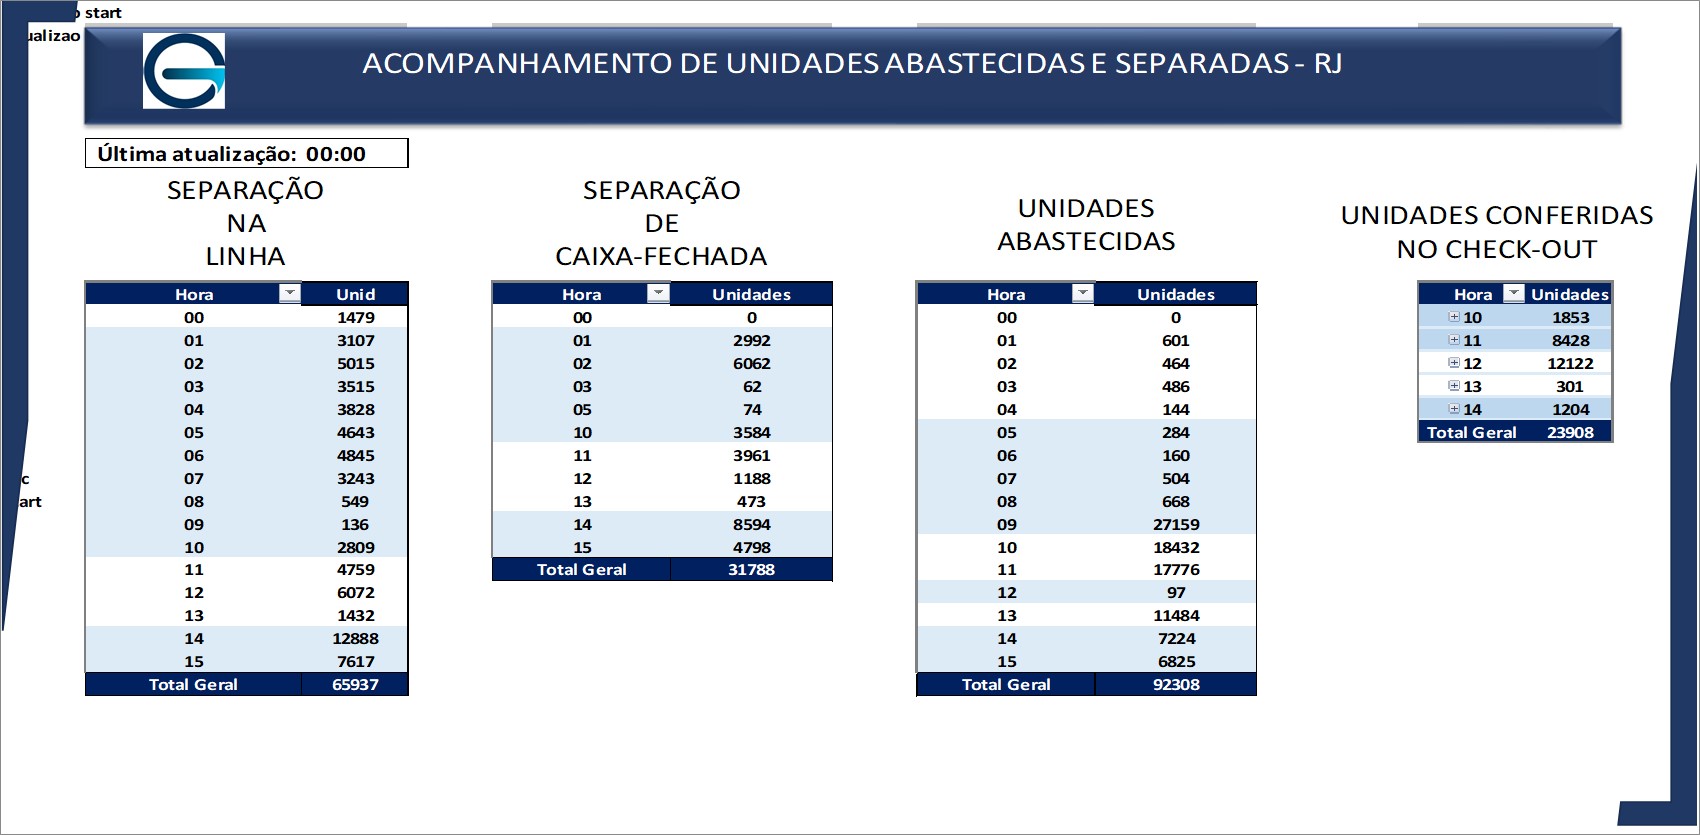 start
ualizao
ACOMPANHAMENTO DE UNIDADES ABASTECIDAS E SEPARADAS - RJ
Última atualização: 00:00
SEPARAÇÃO
NA
LINHA
Hora Unid
00 1479
01 3107
02 5015
03 3515
04 3828
05 4643
06 4845
07 3243
08 549
09 136
10 2809
11 4759
12 6072
13 1432
14 12888
15 7617
Total Geral 65937
SEPARAÇÃO
DE
CAIXA-FECHADA
Hora Unidades
00 0
01 2992
02 6062
03 62
05 74
10 3584
11 3961
12 1188
13 473
14 8594
15 4798
Total Geral 31788
UNIDADES
ABASTECIDAS
Hora Unidades
00 0
01 601
02 464
03 486
04 144
05 284
06 160
07 504
08 668
09 27159
10 18432
11 17776
12 97
13 11484
14 7224
15 6825
Total Geral 92308
UNIDADES CONFERIDAS
NO CHECK-OUT
Hora Unidades
10 1853
11 8428
12 12122
13 301
14 1204
Total Geral 23908
c
art